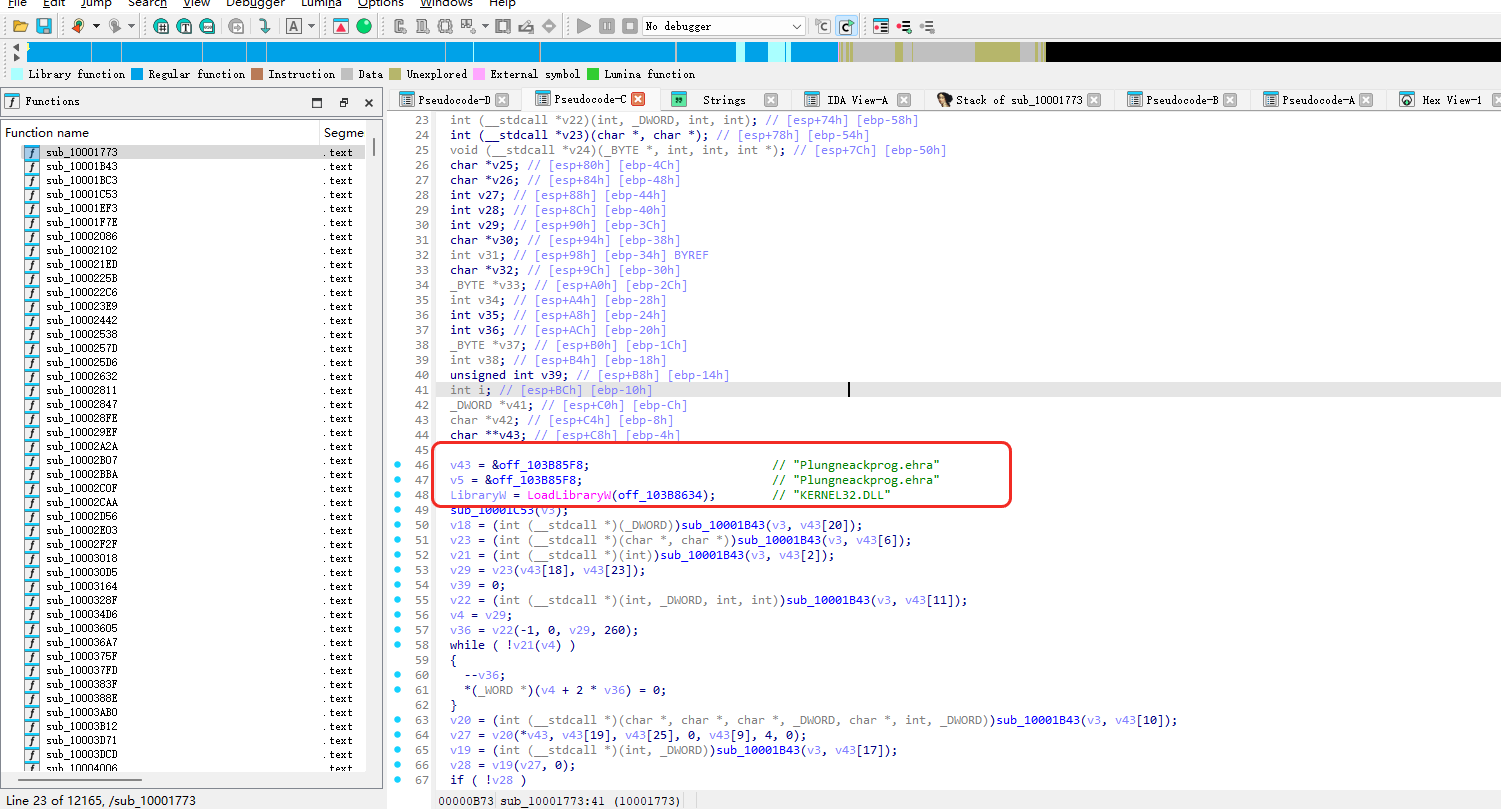 File Edit Jump Search View Debugger Lumina Options Windows Help
No debugger
Library function Regular function Instruction Data Unexplored External symbol Lumina function
Functions
Pseudocode-D Pseudocode-C Strings IDA View-A Stack of sub_10001773 Pseudocode-B Pseudocode-A Hex View-1
Function name Segme
sub_10001773 .text
sub_10001B43 .text
sub_10001BC3 .text
sub_10001C53 .text
sub_10001EF3 .text
sub_10001F7E .text
sub_10002086 .text
sub_10002102 .text
sub_100021ED .text
sub_1000225B .text
sub_100022C6 .text
sub_100023E9 .text
sub_10002442 .text
sub_10002538 .text
sub_1000257D .text
sub_100025D6 .text
sub_10002632 .text
sub_10002811 .text
sub_10002847 .text
sub_100028FE .text
sub_100029EF .text
sub_10002A2A .text
sub_10002B07 .text
sub_10002BBA .text
sub_10002C0F .text
sub_10002CAA .text
sub_10002D56 .text
sub_10002E03 .text
sub_10002F2F .text
sub_10003018 .text
sub_100030D5 .text
sub_10003164 .text
sub_1000328F .text
sub_100034D6 .text
sub_10003605 .text
sub_100036A7 .text
sub_1000375F .text
sub_100037FD .text
sub_1000383F .text
sub_1000388E .text
sub_10003AB0 .text
sub_10003B12 .text
sub_10003D71 .text
sub_10003DCD .text
sub_10004006 .text
Line 23 of 12165, /sub_10001773
23 int (__stdcall *v22)(int, _DWORD, int, int); // [esp+74h] [ebp-58h]
24 int (__stdcall *v23)(char *, char *); // [esp+78h] [ebp-54h]
25 void (__stdcall *v24)(_BYTE *, int, int, int *); // [esp+7Ch] [ebp-50h]
26 char *v25; // [esp+80h] [ebp-4Ch]
27 char *v26; // [esp+84h] [ebp-48h]
28 int v27; // [esp+88h] [ebp-44h]
29 int v28; // [esp+8Ch] [ebp-40h]
30 int v29; // [esp+90h] [ebp-3Ch]
31 char *v30; // [esp+94h] [ebp-38h]
32 int v31; // [esp+98h] [ebp-34h] BYREF
33 char *v32; // [esp+9Ch] [ebp-30h]
34 _BYTE *v33; // [esp+A0h] [ebp-2Ch]
35 int v34; // [esp+A4h] [ebp-28h]
36 int v35; // [esp+A8h] [ebp-24h]
37 int v36; // [esp+ACh] [ebp-20h]
38 _BYTE *v37; // [esp+B0h] [ebp-1Ch]
39 int v38; // [esp+B4h] [ebp-18h]
40 unsigned int v39; // [esp+B8h] [ebp-14h]
41 int i; // [esp+BCh] [ebp-10h]
42 _DWORD *v41; // [esp+C0h] [ebp-Ch]
43 char *v42; // [esp+C4h] [ebp-8h]
44 char **v43; // [esp+C8h] [ebp-4h]
45
46 v43 = &off_103B85F8; // "Plungneackprog.ehra"
47 v5 = &off_103B85F8; // "Plungneackprog.ehra"
48 LibraryW = LoadLibraryW(off_103B8634); // "KERNEL32.DLL"
49 sub_10001C53(v3);
50 v18 = (int (__stdcall *)(_DWORD))sub_10001B43(v3, v43[20]);
51 v23 = (int (__stdcall *)(char *, char *))sub_10001B43(v3, v43[6]);
52 v21 = (int (__stdcall *)(int))sub_10001B43(v3, v43[2]);
53 v29 = v23(v43[18], v43[23]);
54 v39 = 0;
55 v22 = (int (__stdcall *)(int, _DWORD, int, int))sub_10001B43(v3, v43[11]);
56 v4 = v29;
57 v36 = v22(-1, 0, v29, 260);
58 while ( !v21(v4) )
59 {
60 --v36;
61 *(_WORD *)(v4 + 2 * v36) = 0;
62 }
63 v20 = (int (__stdcall *)(char *, char *, char *, _DWORD, char *, int, _DWORD))sub_10001B43(v3, v43[10]);
64 v27 = v20(*v43, v43[19], v43[25], 0, v43[9], 4, 0);
65 v19 = (int (__stdcall *)(int, _DWORD))sub_10001B43(v3, v43[17]);
66 v28 = v19(v27, 0);
67 if ( !v28 )
00000B73 sub_10001773:41 (10001773)